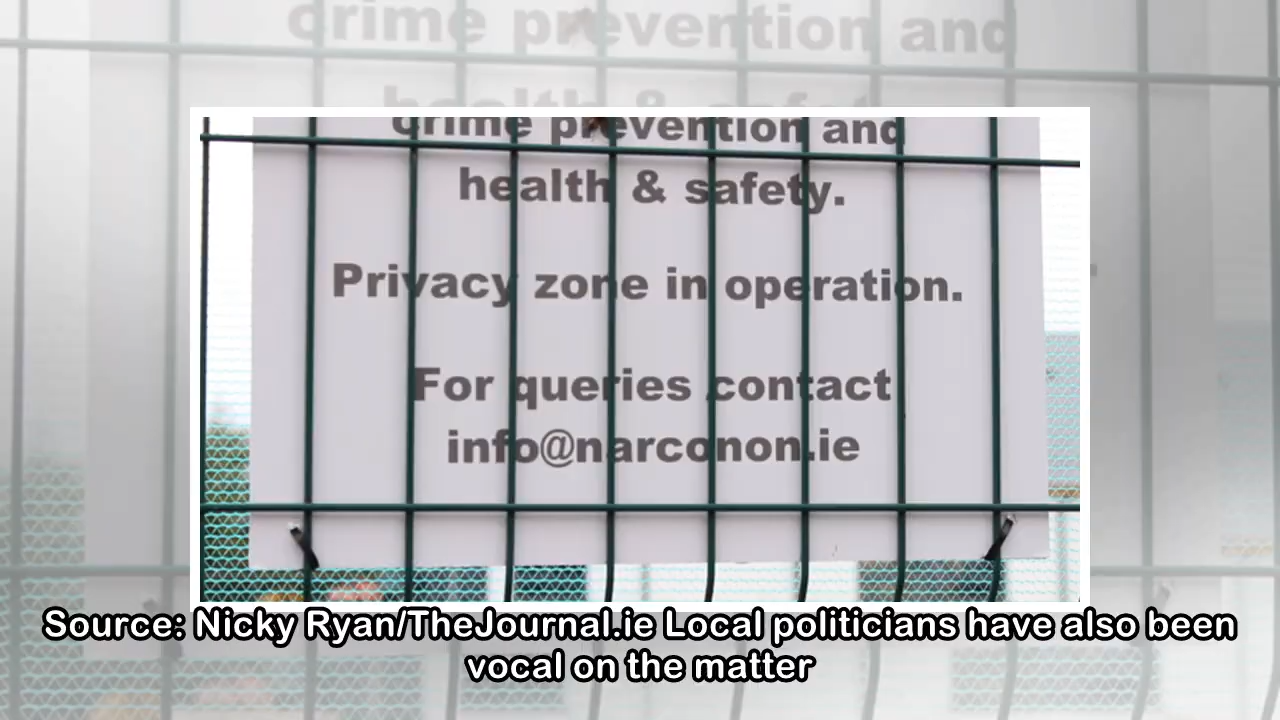 crime prevention and
health & safety.
Privacy zone in operation.
For queries contact
info@narconon.ie
Source: Nicky Ryan/TheJournal.ie Local politicians have also been
vocal on the matter